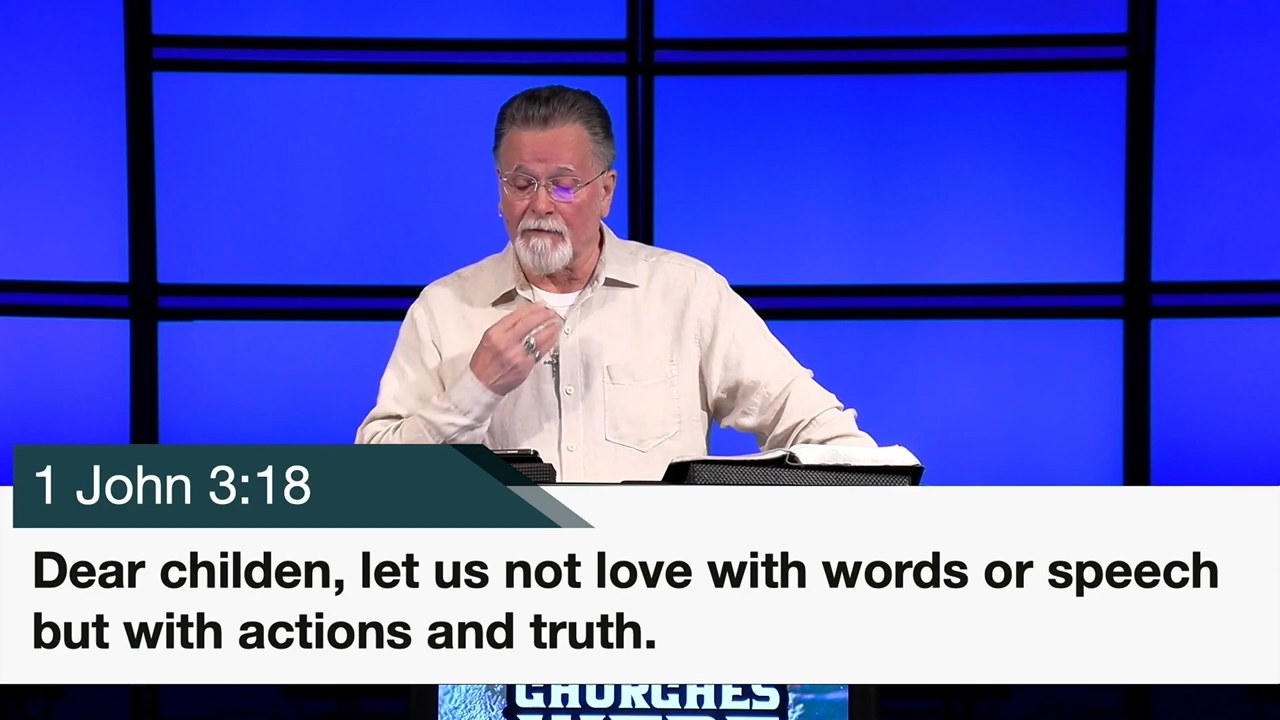 1 John 3:18
Dear childen, let us not love with words or speech
but with actions and truth.
CHURCHES